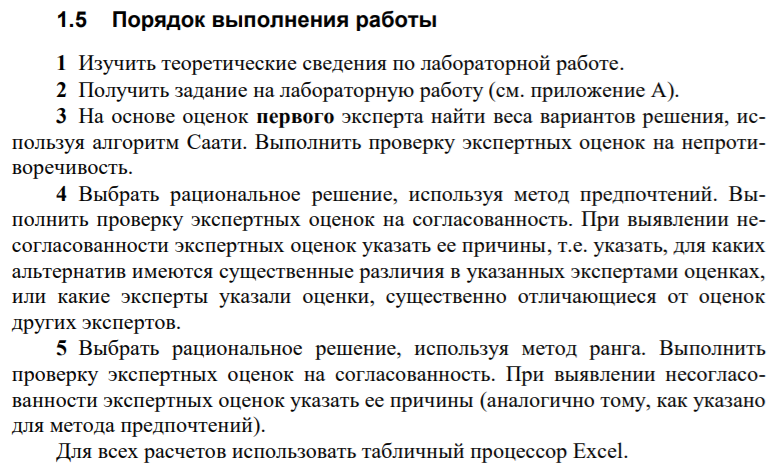 1.5 Порядок выполнения работы
1 Изучить теоретические сведения по лабораторной работе.
2 Получить задание на лабораторную работу (см. приложение А).
3 На основе оценок первого эксперта найти веса вариантов решения, ис-
пользуя алгоритм Саати. Выполнить проверку экспертных оценок на непроти-
воречивость.
4 Выбрать рациональное решение, используя метод предпочтений. Вы-
полнить проверку экспертных оценок на согласованность. При выявлении не-
согласованности экспертных оценок указать ее причины, т.е. указать, для каких
альтернатив имеются существенные различия в указанных экспертами оценках,
или какие эксперты указали оценки, существенно отличающиеся от оценок
других экспертов.
5 Выбрать рациональное решение, используя метод ранга. Выполнить
проверку экспертных оценок на согласованность. При выявлении несогласо-
ванности экспертных оценок указать ее причины (аналогично тому, как указано
для метода предпочтений).
Для всех расчетов использовать табличный процессор Excel.